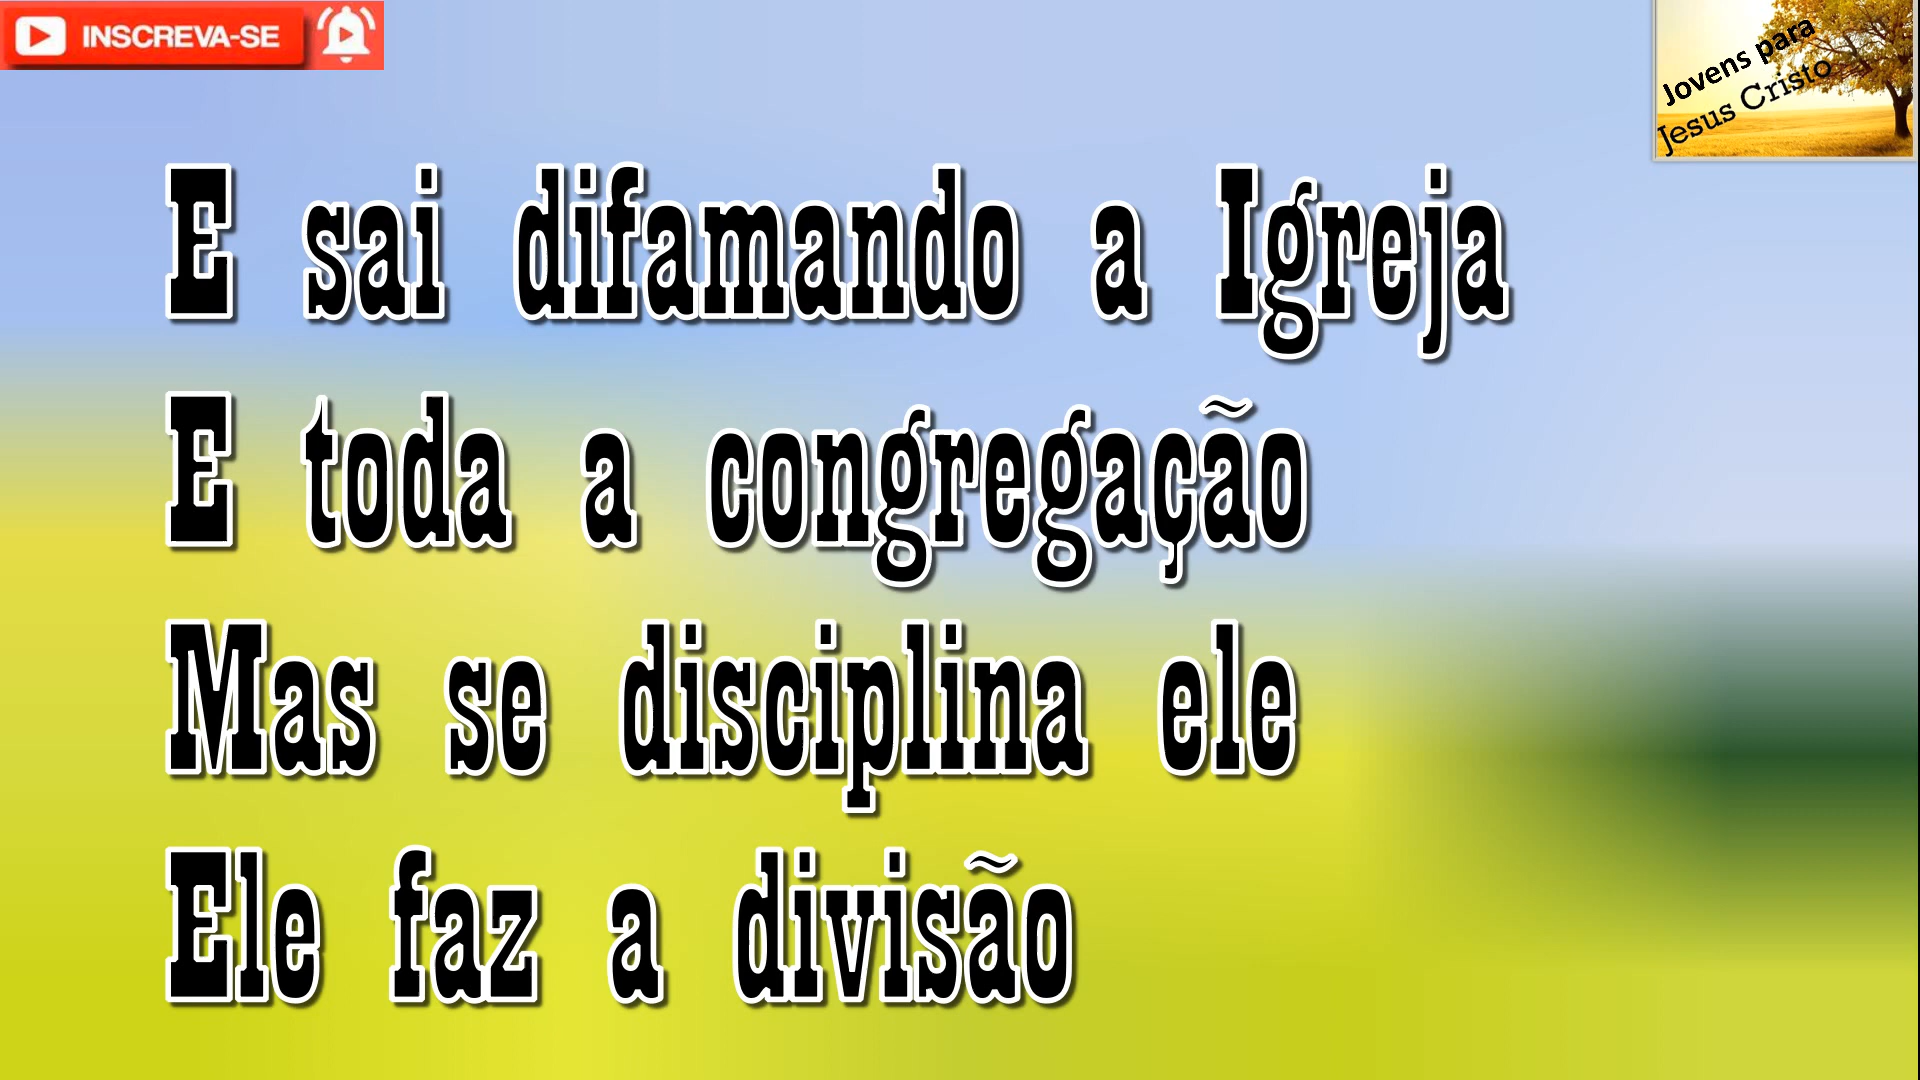 INSCREVA-SE
Jovens para
Jesus Cristo
E sai difamando a Igreja
E toda a congregação
Mas se disciplina ele
Ele faz a divisão